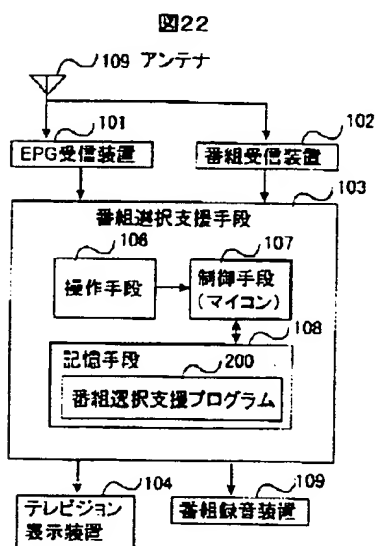 図22
109 アンテナ
101
102
EPG受信装置
番組受信装置
103
番組選択支援手段
106
107
操作手段
制御手段
(マイコン)
108
記憶手段
200
番組選択支援プログラム
104
109
テレビジョン
表示装置
番組録音装置